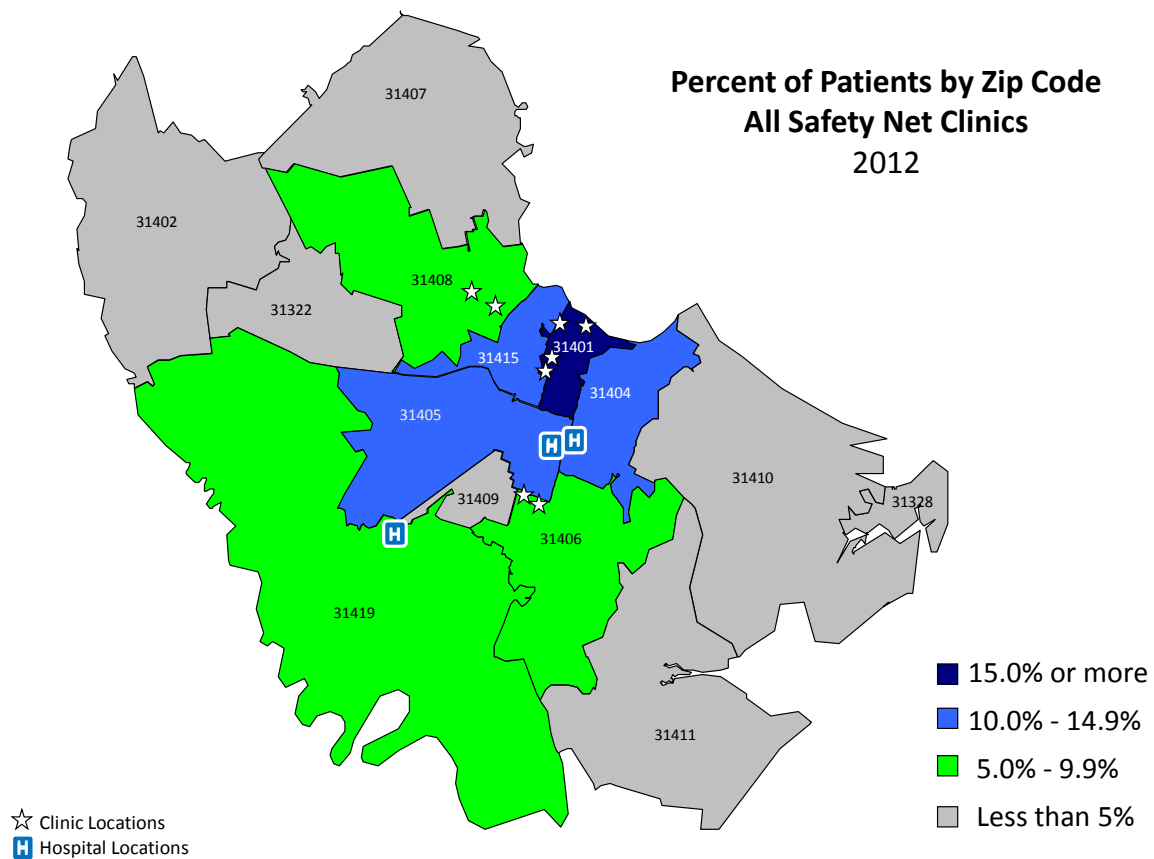 Percent of Patients by Zip Code
All Safety Net Clinics
2012
31407
31402
31408
31322
31401
31415
31404
31405
31410
31409
31328
31406
31419
31411
15.0% or more
10.0% - 14.9%
5.0% - 9.9%
Less than 5%
H
H
H
Clinic Locations
H Hospital Locations